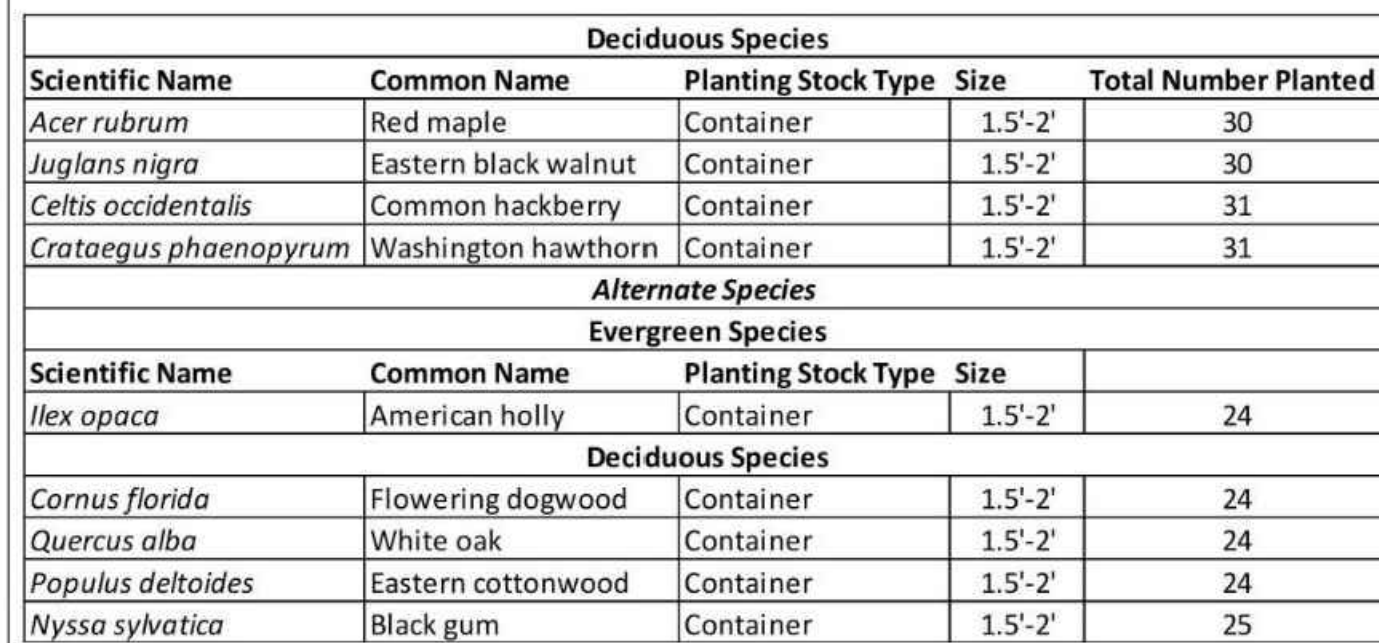 Deciduous Species
Scientific Name Common Name Planting Stock Type Size Total Number Planted
Acer rubrum Red maple Container 1.5'-2' 30
Juglans nigra Eastern black walnut Container 1.5'-2' 30
Celtis occidentalis Common hackberry Container 1.5'-2' 31
Crataegus phaenopyrum Washington hawthorn Container 1.5'-2' 31
Alternate Species
Evergreen Species
Scientific Name Common Name Planting Stock Type Size
Ilex opaca American holly Container 1.5'-2' 24
Deciduous Species
Cornus florida Flowering dogwood Container 1.5'-2' 24
Quercus alba White oak Container 1.5'-2' 24
Populus deltoides Eastern cottonwood Container 1.5'-2' 24
Nyssa sylvatica Black gum Container 1.5'-2' 25